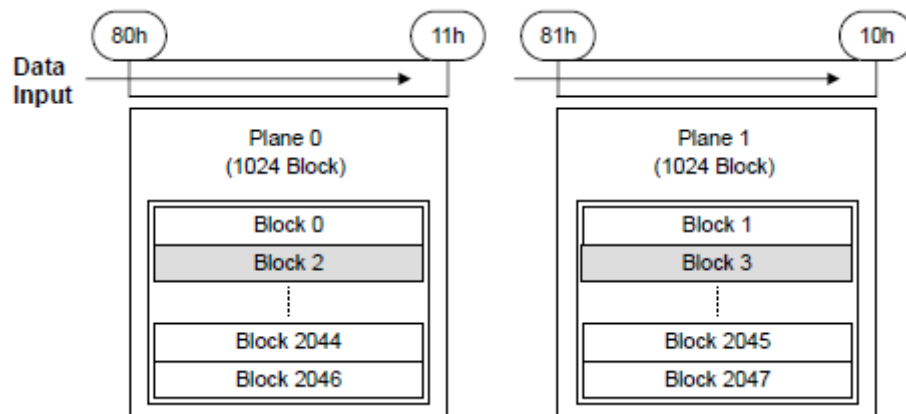 80h
11h
81h
10h
Data
Input
Plane 0
(1024 Block)
Block 0
Block 2
Block 2044
Block 2046
Plane 1
(1024 Block)
Block 1
Block 3
Block 2045
Block 2047